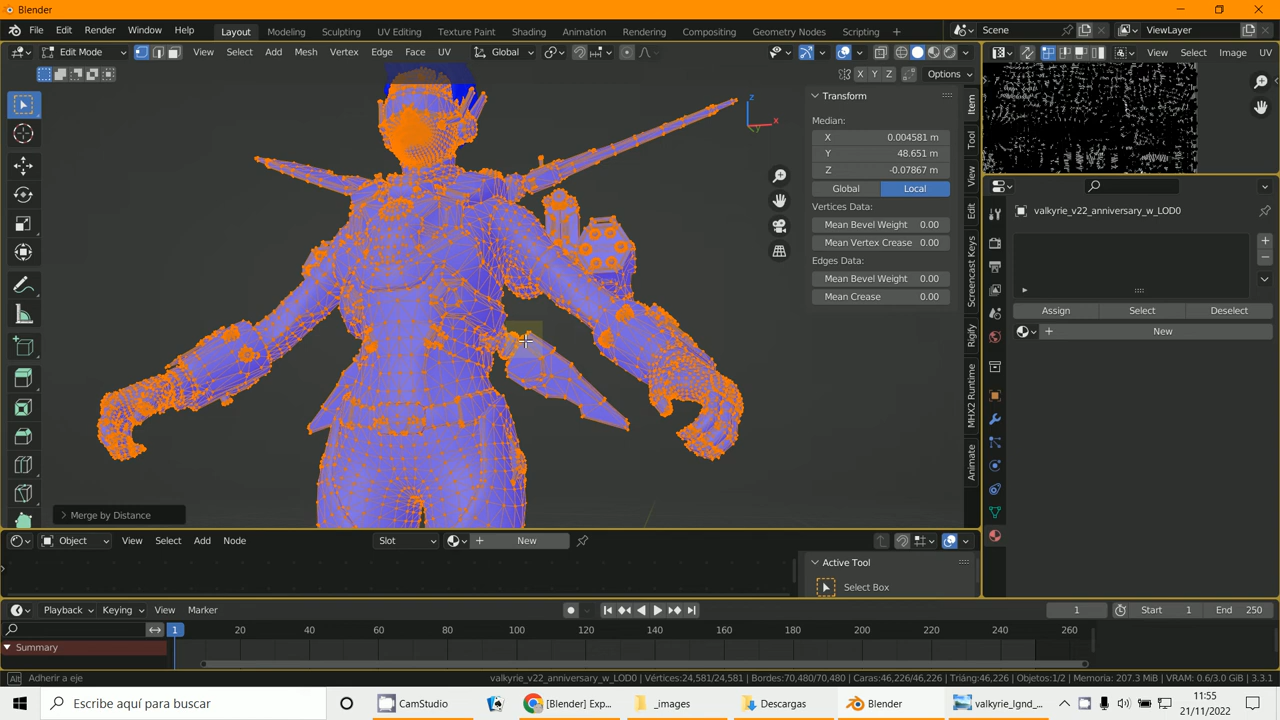 Blender
File Edit Render Window Help Layout Modeling Sculpting UV Editing Texture Paint Shading Animation Rendering Compositing Geometry Nodes Scripting Scene ViewLayer
Edit Mode View Select Add Mesh Vertex Edge Face UV Global View Select Image UV
X Y Z Options
Transform
Median:
X 0.004581 m
Y 48.651 m
Z -0.07867 m
Global Local
Vertices Data:
Mean Bevel Weight 0.00
Mean Vertex Crease 0.00
Edges Data:
Mean Bevel Weight 0.00
Mean Crease 0.00
Item
Tool
View
Edit
Screencast Keys
Rigify
MHX2 Runtime
Animate
z
x
y
valkyrie_v22_anniversary_w_LOD0
Assign Select Deselect
New
Merge by Distance
Object View Select Add Node Slot New
Active Tool
Select Box
Playback Keying View Marker 1 Start 1 End 250
1 20 40 60 80 100 120 140 160 180 200 220 240 260
Summary
Alt Adherir a eje valkyrie_v22_anniversary_w_LOD0 | Vértices:24,581/24,581 | Bordes:70,480/70,480 | Caras:46,226/46,226 | Triáng:46,226 | Objetos:1/2 | Memoria: 207.3 MiB | VRAM: 0.6/3.0 GiB | 3.3.1
Escribe aquí para buscar CamStudio [Blender] Exp... _images Descargas Blender valkyrie_lgnd_... 11:55
21/11/2022